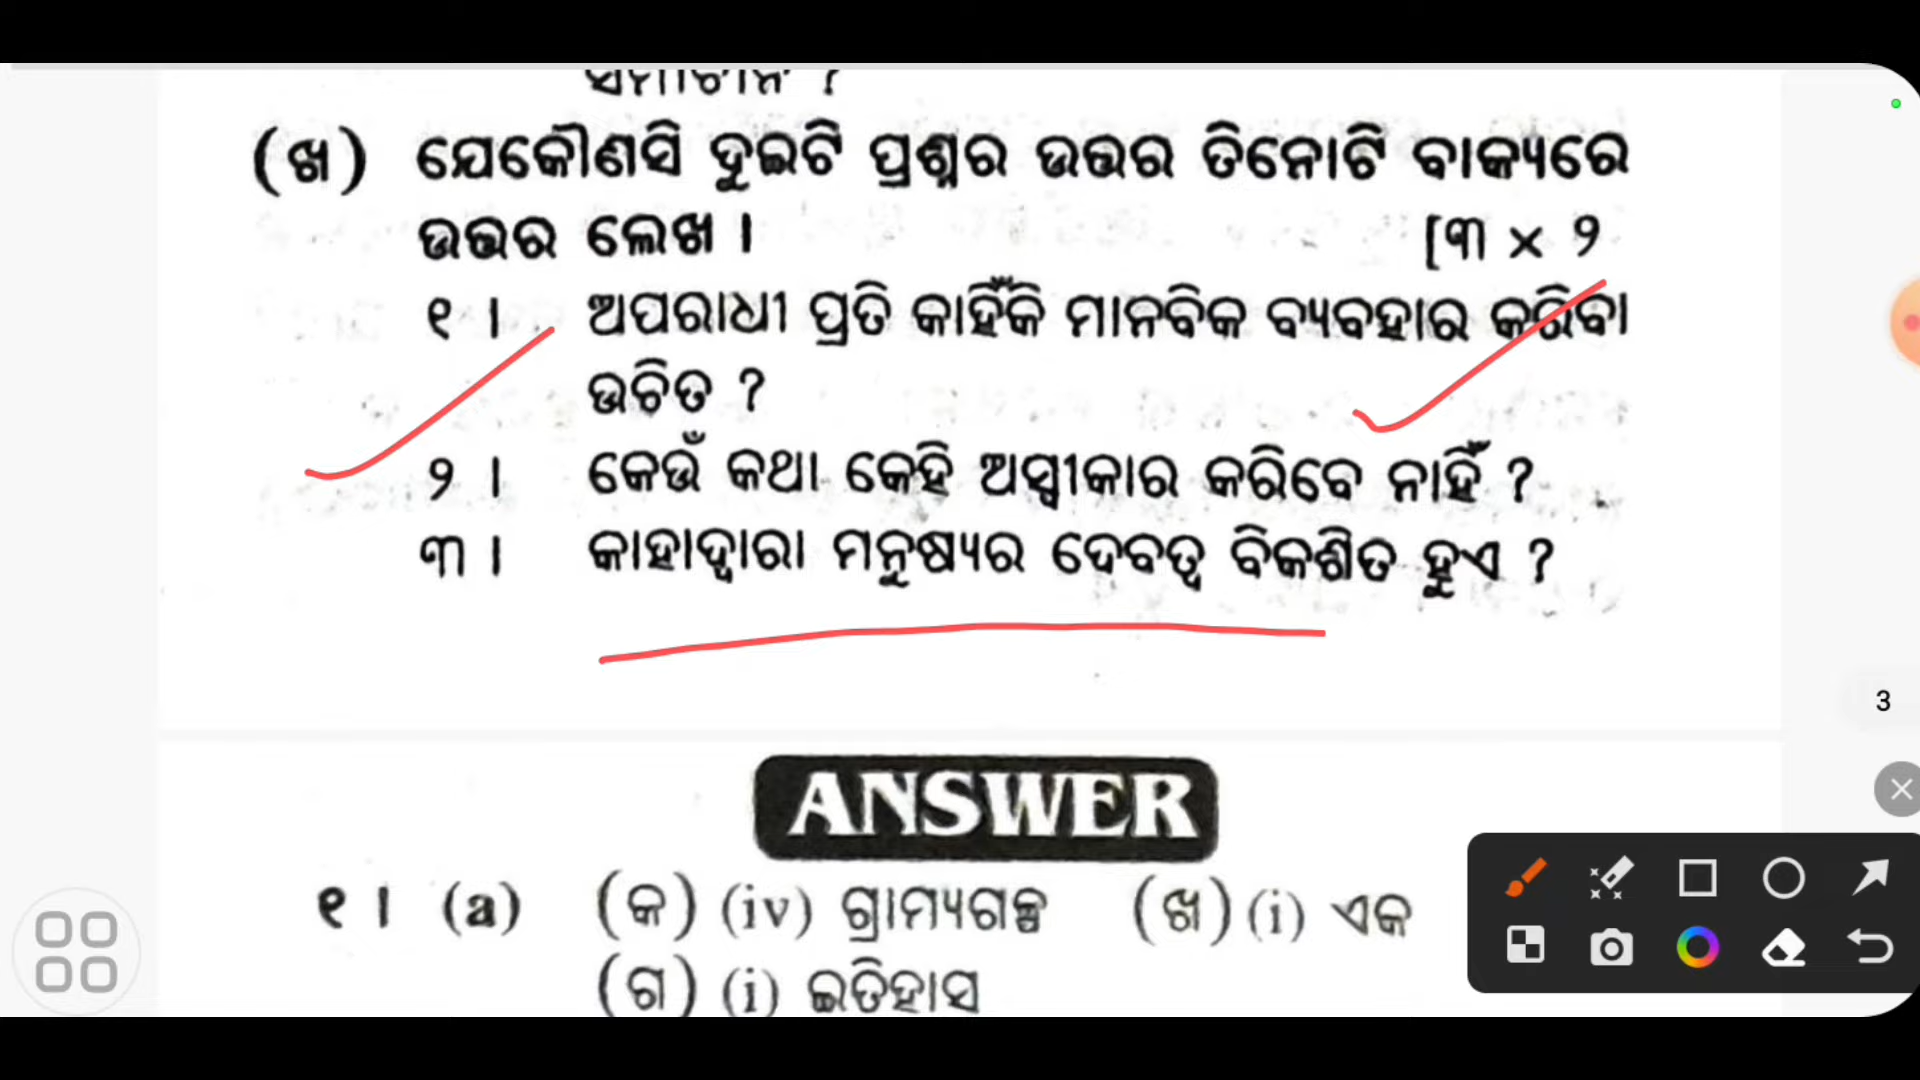 ସମୀଚୀନ ?
(ଖ) ଯେକୌଣସି ଦୁଇଟି ପ୍ରଶ୍ନର ଉତ୍ତର ତିନୋଟି ବାକ୍ୟରେ
ଉତ୍ତର ଲେଖ । [୩ × ୨
୧ । ଅପରାଧୀ ପ୍ରତି କାହିଁକି ମାନବିକ ବ୍ୟବହାର କରିବା
ଉଚିତ ?
୨ । କେଉଁ କଥା କେହି ଅସ୍ୱୀକାର କରିବେ ନାହିଁ ?
୩ । କାହାଦ୍ୱାରା ମନୁଷ୍ୟର ଦେବତ୍ୱ ବିକଶିତ ହୁଏ ?
3
ANSWER
୧ । (a) (କ) (iv) ଗ୍ରାମ୍ୟଗଳ୍ପ (ଖ) (i) ଏକ
(ଗ) (i) ଇତିହାସ